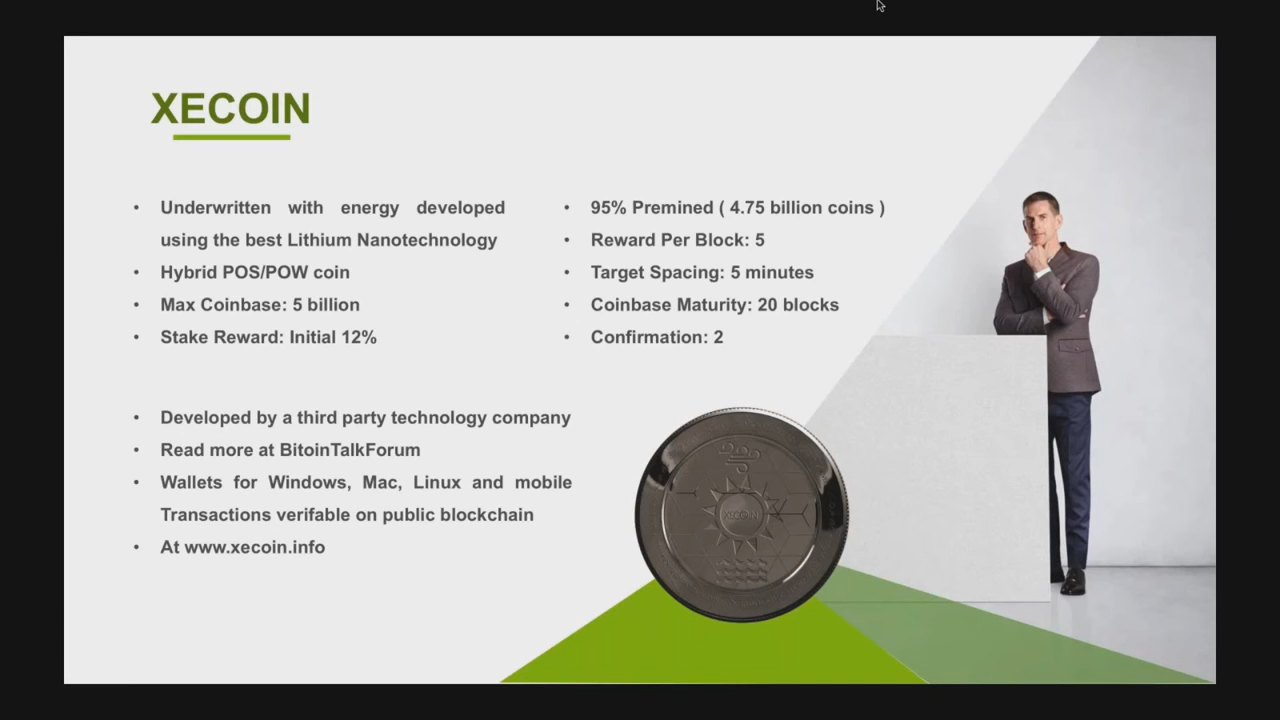 XECOIN
Underwritten with energy developed
using the best Lithium Nanotechnology
Hybrid POS/POW coin
Max Coinbase: 5 billion
Stake Reward: Initial 12%
95% Premined ( 4.75 billion coins )
Reward Per Block: 5
Target Spacing: 5 minutes
Coinbase Maturity: 20 blocks
Confirmation: 2
Developed by a third party technology company
Read more at BitoinTalkForum
Wallets for Windows, Mac, Linux and mobile
Transactions verifable on public blockchain
At www.xecoin.info
XECOIN